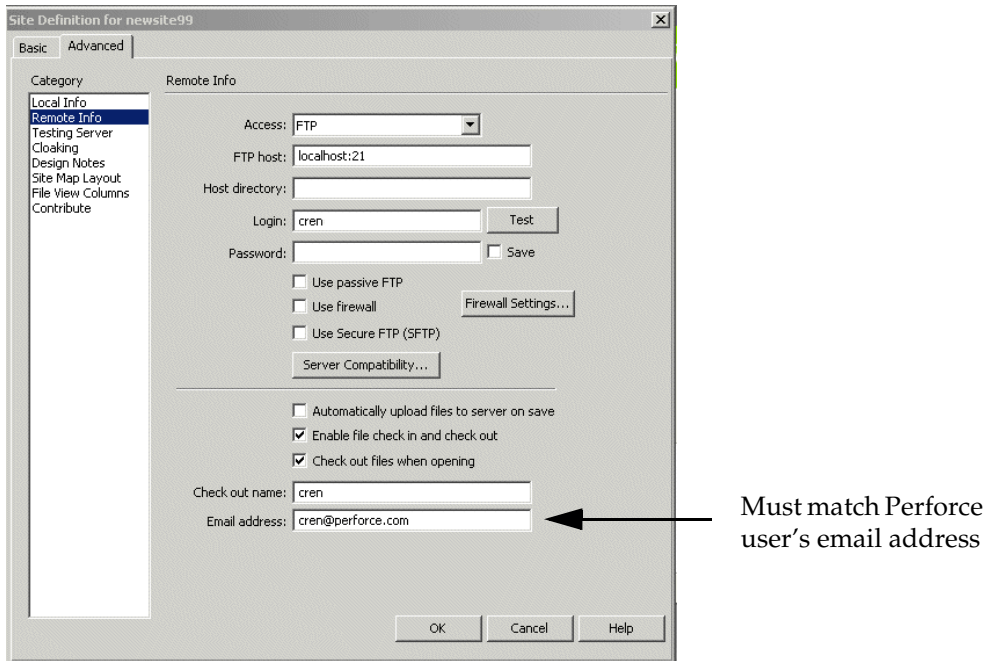 Site Definition for newsite99
Basic
Advanced
Category
Local Info
Remote Info
Testing Server
Cloaking
Design Notes
Site Map Layout
File View Columns
Contribute
Remote Info
Access: FTP
FTP host: localhost:21
Host directory:
Login: cren Test
Password: Save
Use passive FTP
Use firewall Firewall Settings...
Use Secure FTP (SFTP)
Server Compatibility...
Automatically upload files to server on save
Enable file check in and check out
Check out files when opening
Check out name: cren
Email address: cren@perforce.com
OK Cancel Help
Must match Perforce
user’s email address